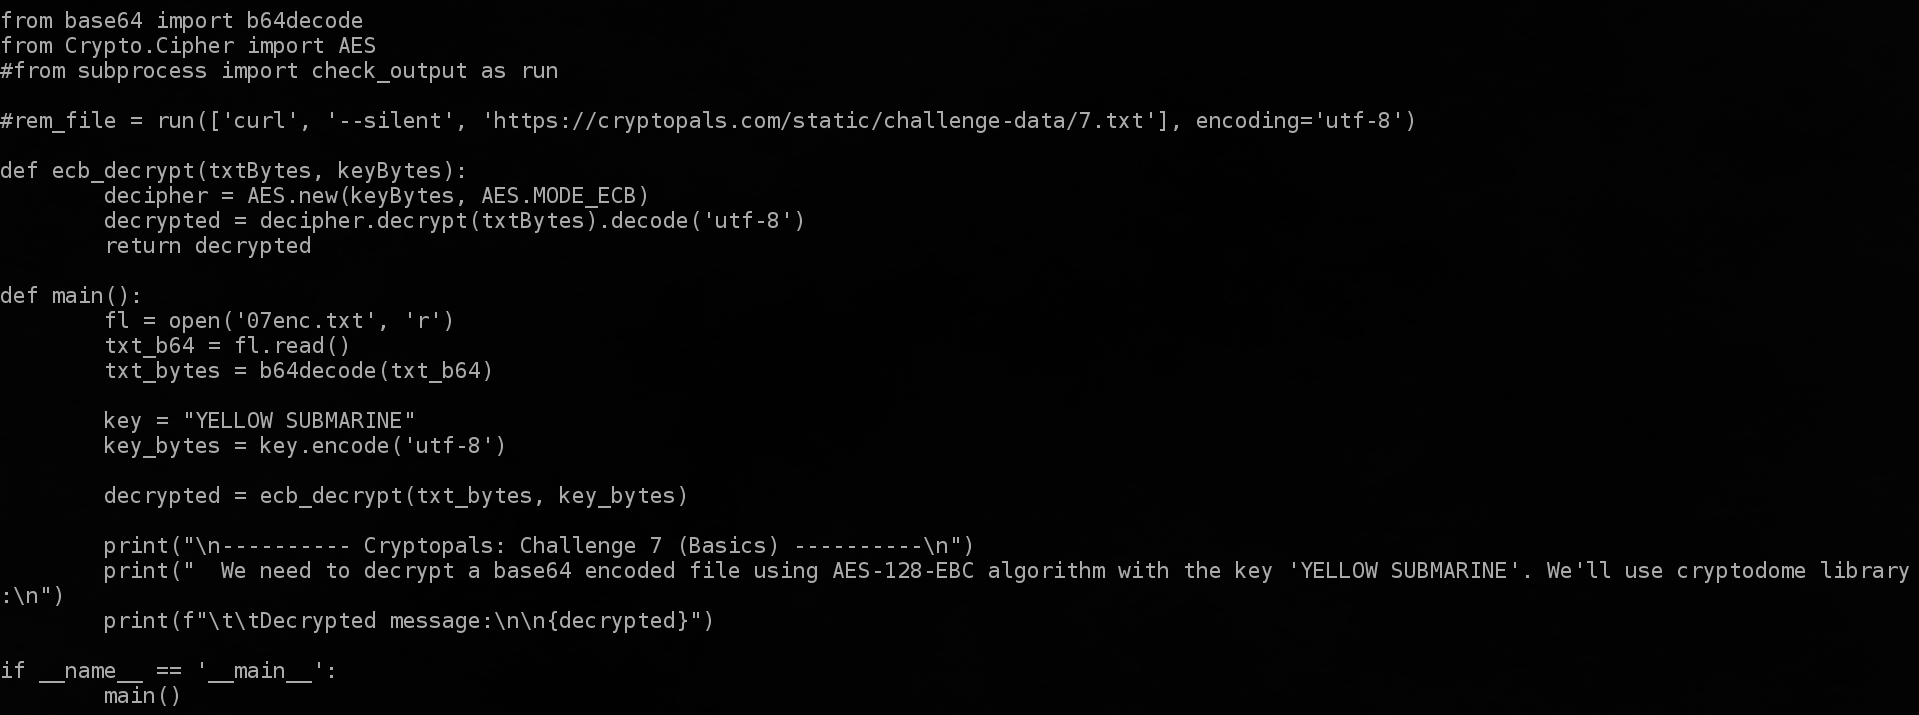 from base64 import b64decode
from Crypto.Cipher import AES
#from subprocess import check_output as run

#rem_file = run(['curl', '--silent', 'https://cryptopals.com/static/challenge-data/7.txt'], encoding='utf-8')

def ecb_decrypt(txtBytes, keyBytes):
        decipher = AES.new(keyBytes, AES.MODE_ECB)
        decrypted = decipher.decrypt(txtBytes).decode('utf-8')
        return decrypted

def main():
        fl = open('07enc.txt', 'r')
        txt_b64 = fl.read()
        txt_bytes = b64decode(txt_b64)

        key = "YELLOW SUBMARINE"
        key_bytes = key.encode('utf-8')

        decrypted = ecb_decrypt(txt_bytes, key_bytes)

        print("\n---------- Cryptopals: Challenge 7 (Basics) ----------\n")
        print("  We need to decrypt a base64 encoded file using AES-128-EBC algorithm with the key 'YELLOW SUBMARINE'. We'll use cryptodome library
:\n")
        print(f"\t\tDecrypted message:\n\n{decrypted}")

if __name__ == '__main__':
        main()